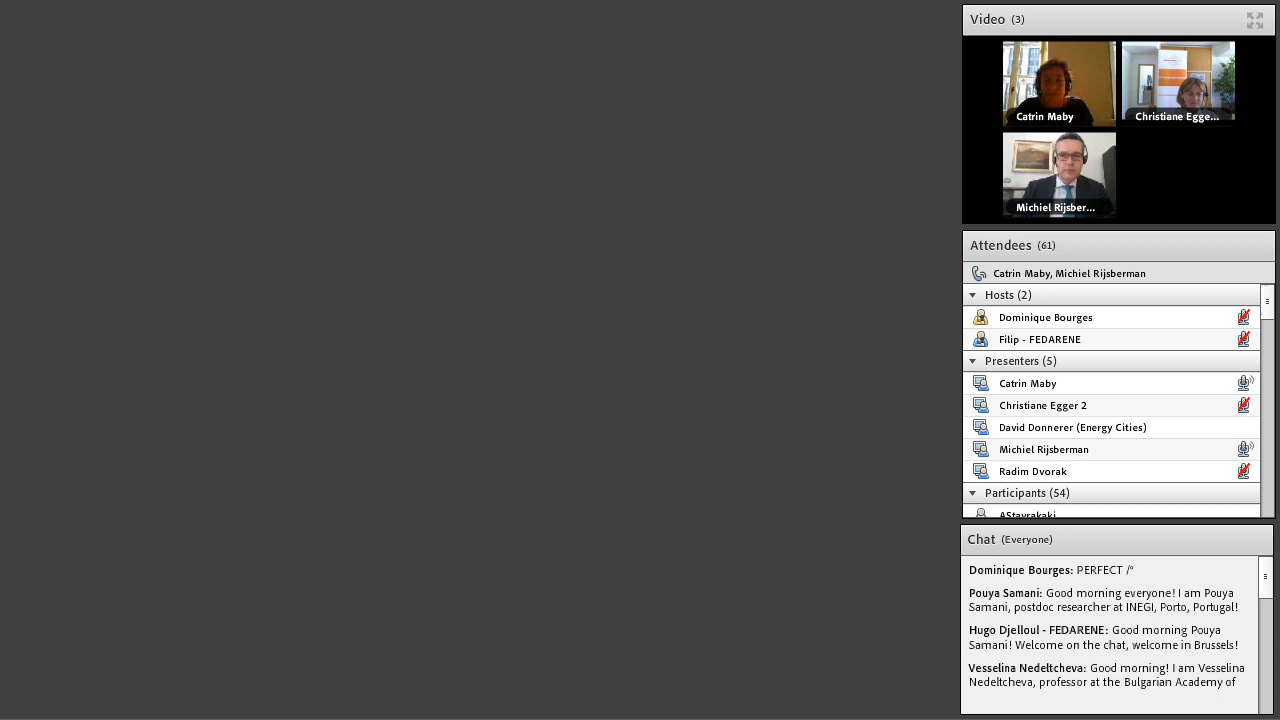 Video (3)
Catrin Maby
Christiane Egge...
Michiel Rijsber...
Attendees (61)
Catrin Maby, Michiel Rijsberman
Hosts (2)
Dominique Bourges
Filip - FEDARENE
Presenters (5)
Catrin Maby
Christiane Egger 2
David Donnerer (Energy Cities)
Michiel Rijsberman
Radim Dvorak
Participants (54)
AStavrakaki
Chat (Everyone)
Dominique Bourges: PERFECT /°
Pouya Samani: Good morning everyone! I am Pouya
Samani, postdoc researcher at INEGI, Porto, Portugal!
Hugo Djelloul - FEDARENE: Good morning Pouya
Samani! Welcome on the chat, welcome in Brussels!
Vesselina Nedeltcheva: Good morning! I am Vesselina
Nedeltcheva, professor at the Bulgarian Academy of